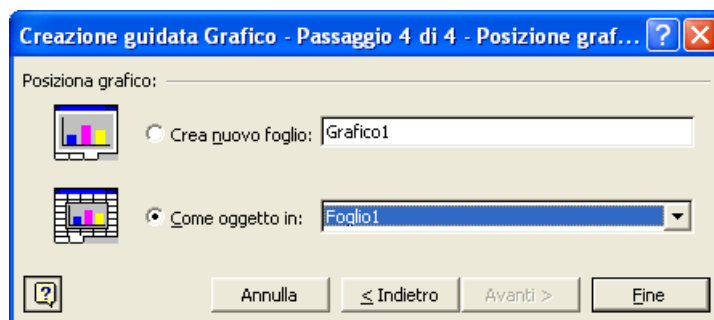 Creazione guidata Grafico - Passaggio 4 di 4 - Posizione graf...
Posiziona grafico:
Crea nuovo foglio: Grafico1
Come oggetto in: Foglio1
Annulla < Indietro Avanti > Fine